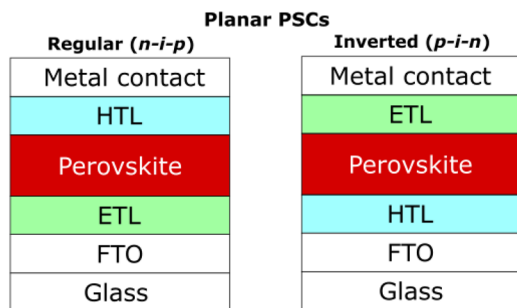 Planar PSCs
Regular (n-i-p)
Metal contact
HTL
Perovskite
ETL
FTO
Glass
Inverted (p-i-n)
Metal contact
ETL
Perovskite
HTL
FTO
Glass